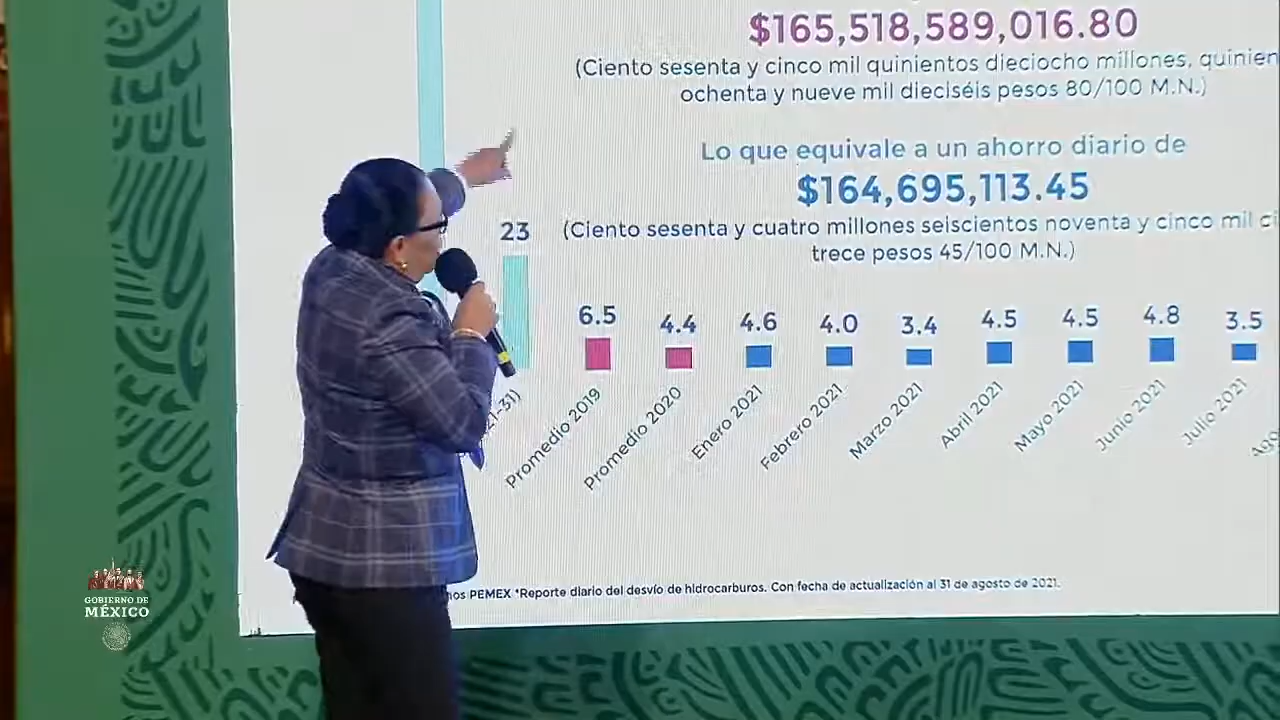 $165,518,589,016.80
(Ciento sesenta y cinco mil quinientos dieciocho millones,
ochenta y nueve mil dieciséis pesos 80/100 M.N.)
Lo que equivale a un ahorro diario de
$164,695,113.45
(Ciento sesenta y cuatro millones seiscientos noventa y cinco mil
trece pesos 45/100 M.N.)
23
6.5
4.4
4.6
4.0
3.4
4.5
4.5
4.8
3.5
21-31)
Promedio 2019
Promedio 2020
Enero 2021
Febrero 2021
Marzo 2021
Abril 2021
Mayo 2021
Junio 2021
Julio 2021
PEMEX *Reporte diario del desvío de hidrocarburos. Con fecha de actualización al 31 de agosto de 2021.
GOBIERNO DE
MÉXICO